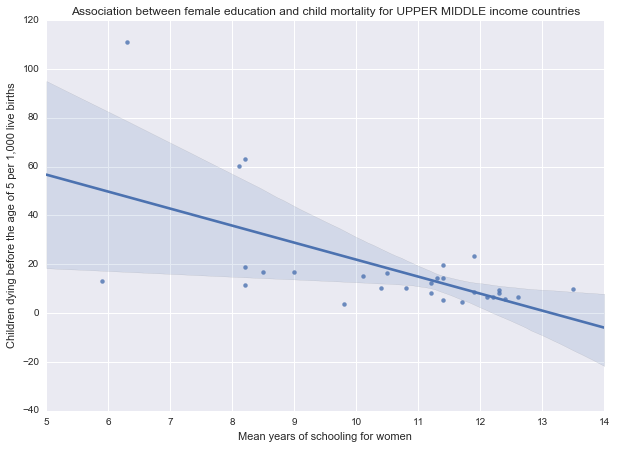 Association between female education and child mortality for UPPER MIDDLE income countries
Children dying before the age of 5 per 1,000 live births
120
100
80
60
40
20
0
−20
−40
5 6 7 8 9 10 11 12 13 14
Mean years of schooling for women